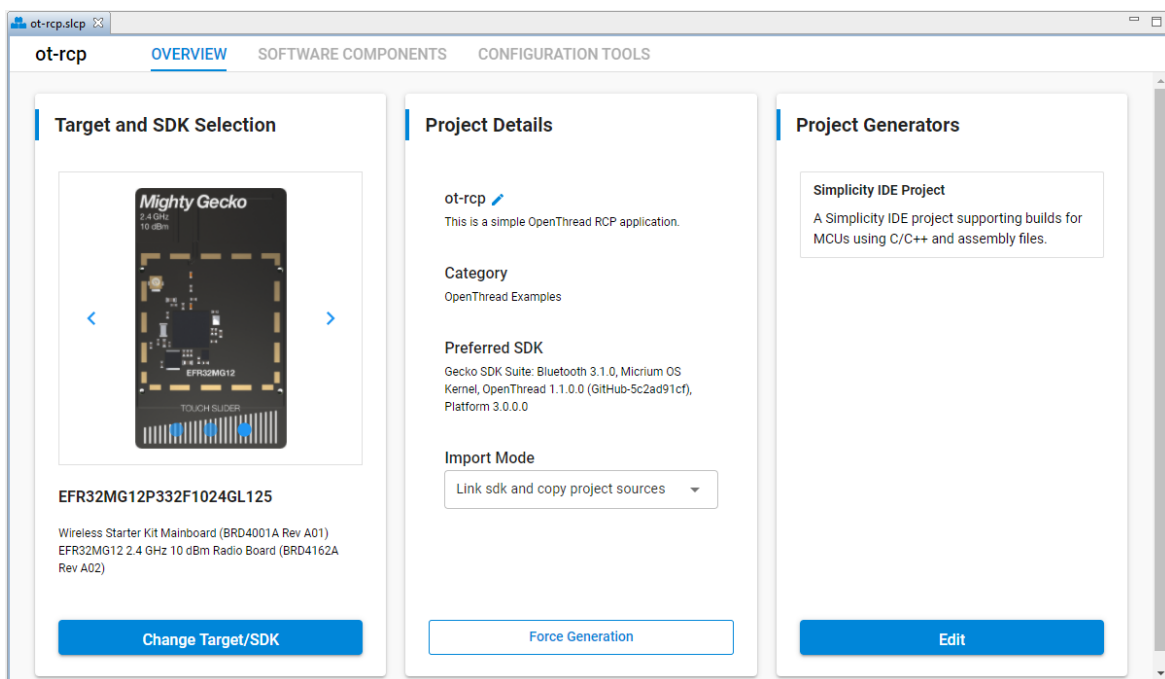 ot-rcp.slcp
ot-rcp
OVERVIEW
SOFTWARE COMPONENTS
CONFIGURATION TOOLS
Target and SDK Selection
Mighty Gecko
2.4 GHz
10 dBm
EFR32MG12
TOUCH SLIDER
EFR32MG12P332F1024GL125
Wireless Starter Kit Mainboard (BRD4001A Rev A01)
EFR32MG12 2.4 GHz 10 dBm Radio Board (BRD4162A
Rev A02)
Change Target/SDK
Project Details
ot-rcp
This is a simple OpenThread RCP application.
Category
OpenThread Examples
Preferred SDK
Gecko SDK Suite: Bluetooth 3.1.0, Micrium OS
Kernel, OpenThread 1.1.0.0 (GitHub-5c2ad91cf),
Platform 3.0.0.0
Import Mode
Link sdk and copy project sources
Force Generation
Project Generators
Simplicity IDE Project
A Simplicity IDE project supporting builds for
MCUs using C/C++ and assembly files.
Edit